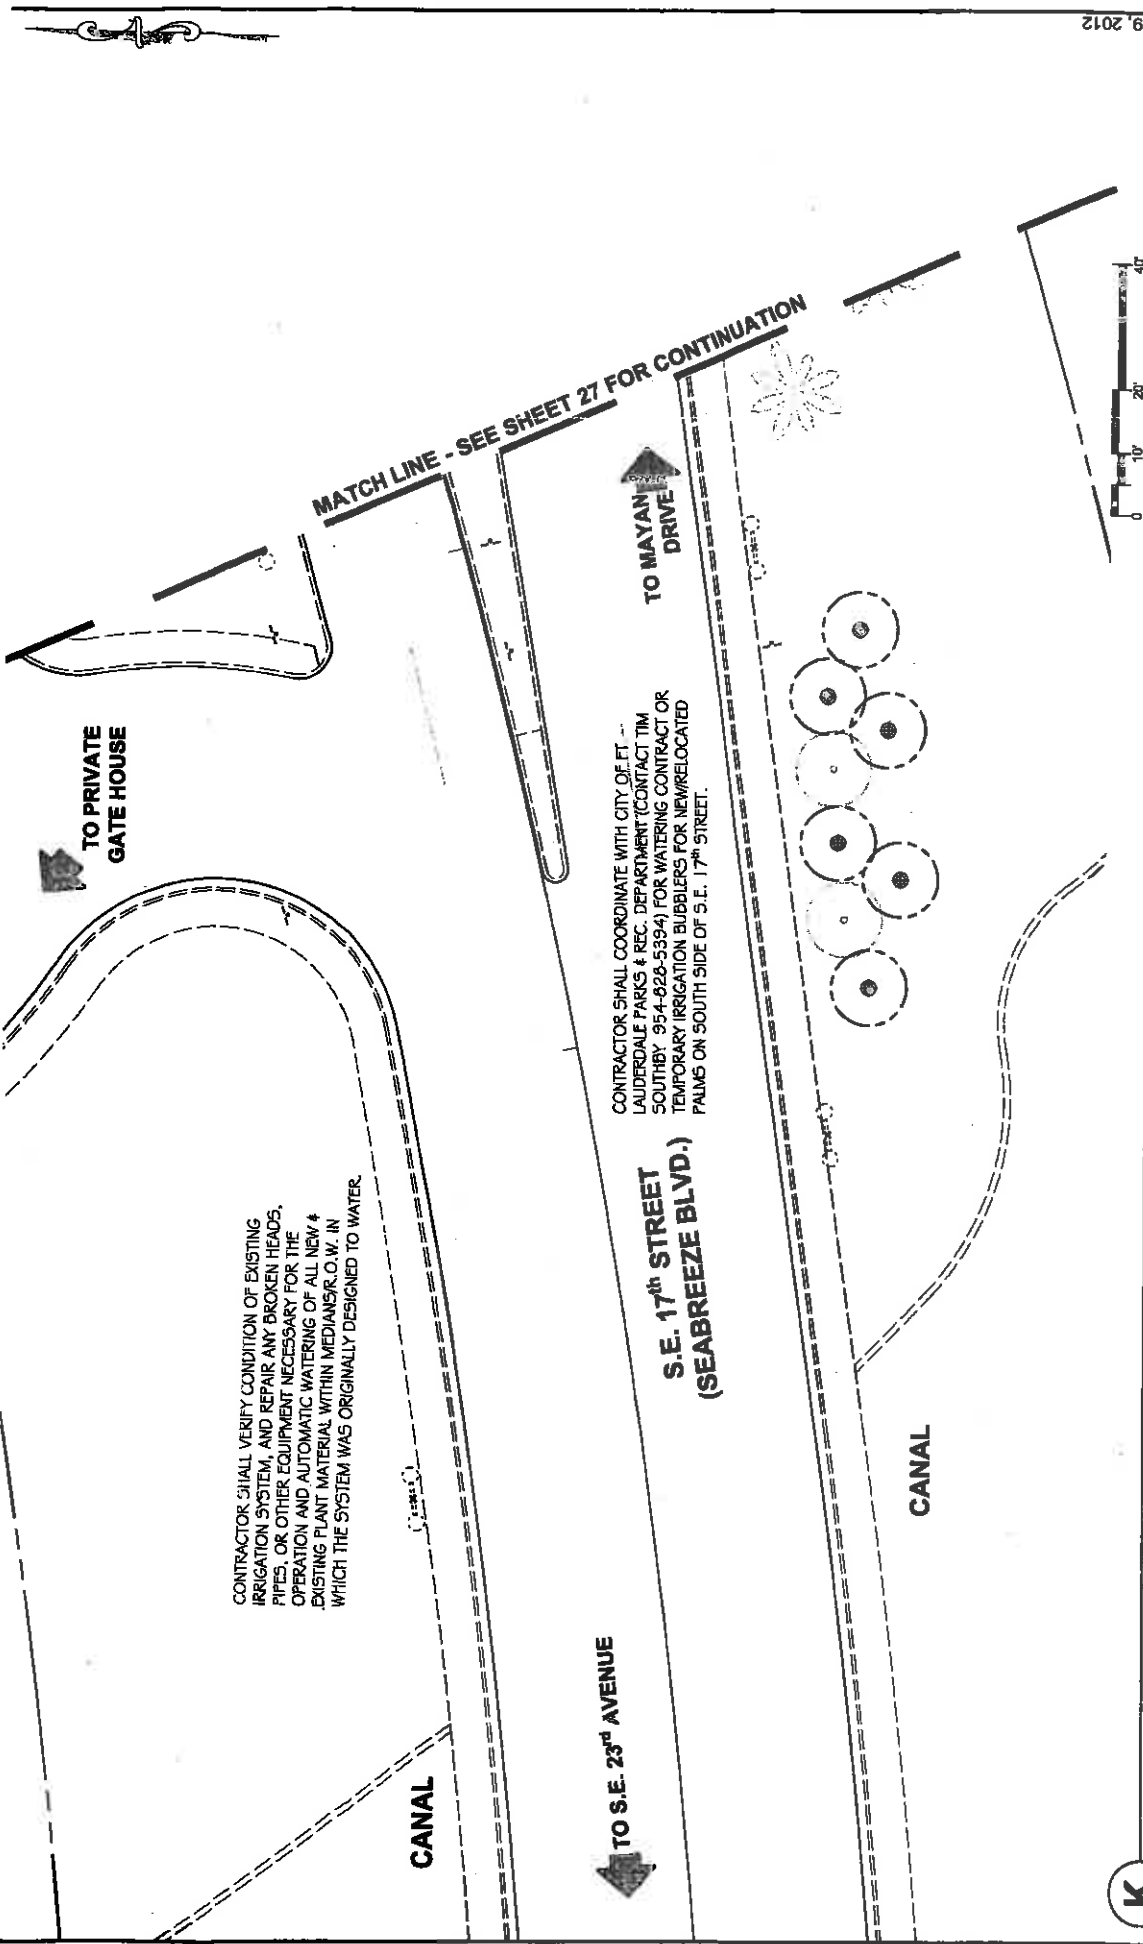 9, 2012
TO PRIVATE
GATE HOUSE
MATCH LINE - SEE SHEET 27 FOR CONTINUATION
TO MAYAN
DRIVE
CONTRACTOR SHALL COORDINATE WITH CITY OF FT.
LAUDERDALE PARKS & REC. DEPARTMENT (CONTACT TIM
SOUTHBY 954-828-5394) FOR WATERING CONTRACT OR
TEMPORARY IRRIGATION BUBBLERS FOR NEW/RELOCATED
PALMS ON SOUTH SIDE OF S.E. 17th STREET.
CONTRACTOR SHALL VERIFY CONDITION OF EXISTING
IRRIGATION SYSTEM, AND REPAIR ANY BROKEN HEADS,
PIPES, OR OTHER EQUIPMENT NECESSARY FOR THE
OPERATION AND AUTOMATIC WATERING OF ALL NEW &
EXISTING PLANT MATERIAL WITHIN MEDIANS/R.O.W. IN
WHICH THE SYSTEM WAS ORIGINALLY DESIGNED TO WATER.
S.E. 17th STREET
(SEABREEZE BLVD.)
CANAL
TO S.E. 23rd AVENUE
CANAL
0 10' 20' 40'
K